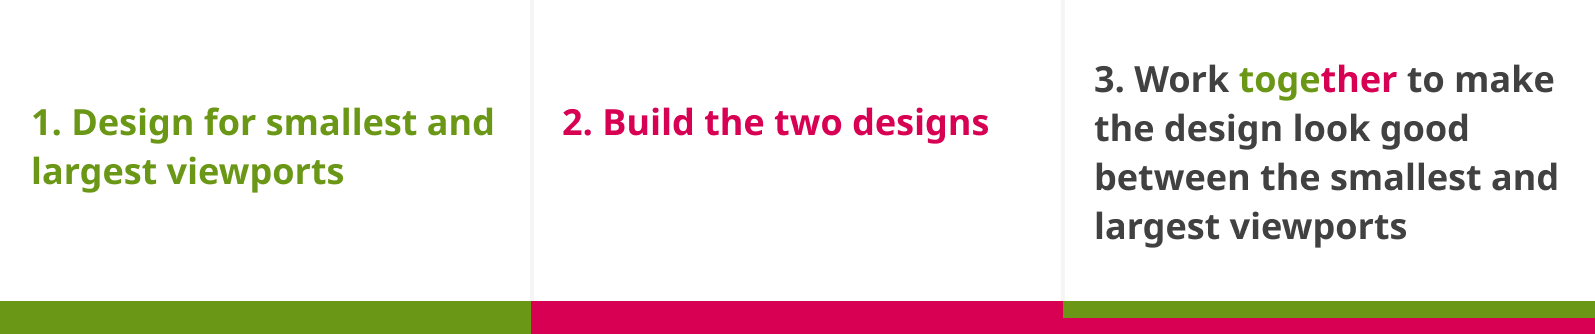 1. Design for smallest and
largest viewports
2. Build the two designs
3. Work together to make
the design look good
between the smallest and
largest viewports